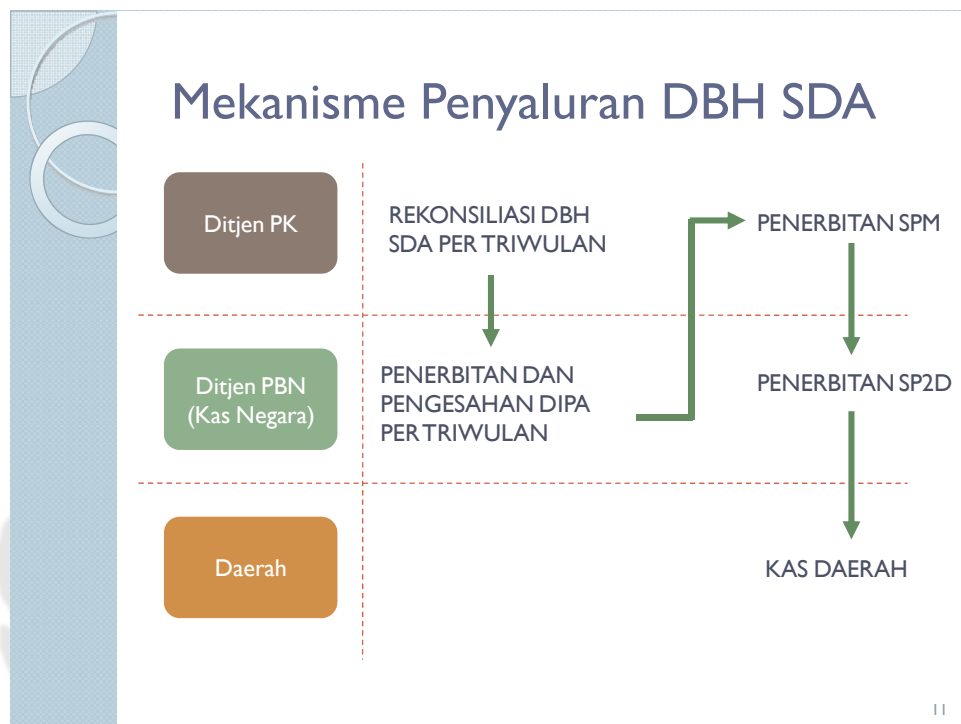 Mekanisme Penyaluran DBH SDA
Ditjen PK
REKONSILIASI DBH
SDA PER TRIWULAN
PENERBITAN SPM
Ditjen PBN
(Kas Negara)
PENERBITAN DAN
PENGESAHAN DIPA
PER TRIWULAN
PENERBITAN SP2D
Daerah
KAS DAERAH
11